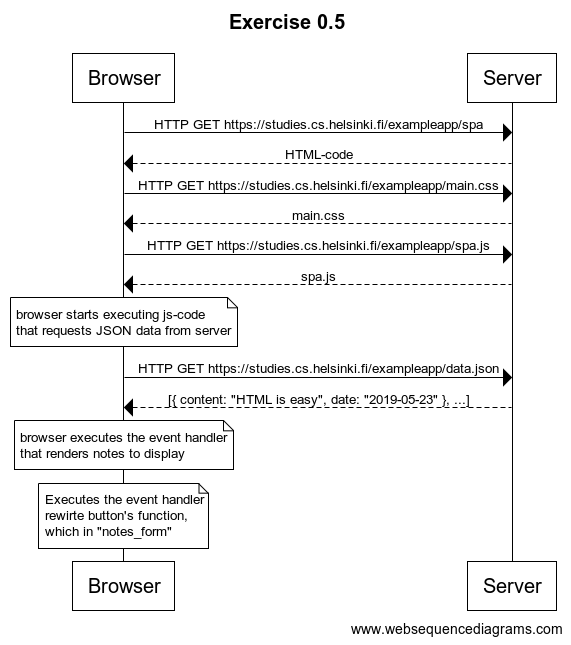 Exercise 0.5
Browser
Server
HTTP GET https://studies.cs.helsinki.fi/exampleapp/spa
HTML-code
HTTP GET https://studies.cs.helsinki.fi/exampleapp/main.css
main.css
HTTP GET https://studies.cs.helsinki.fi/exampleapp/spa.js
spa.js
browser starts executing js-code
that requests JSON data from server
HTTP GET https://studies.cs.helsinki.fi/exampleapp/data.json
[{ content: "HTML is easy", date: "2019-05-23" }, ...]
browser executes the event handler
that renders notes to display
Executes the event handler
rewirte button's function,
which in "notes_form"
Browser
Server
www.websequencediagrams.com